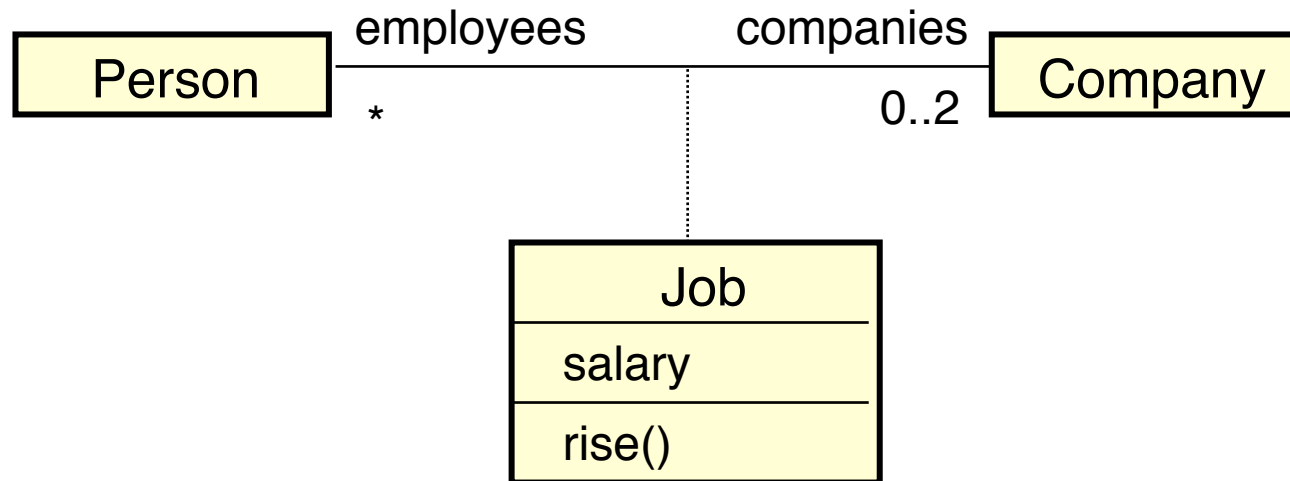 employees
companies
Person
Company
*
0..2
Job
salary
rise()